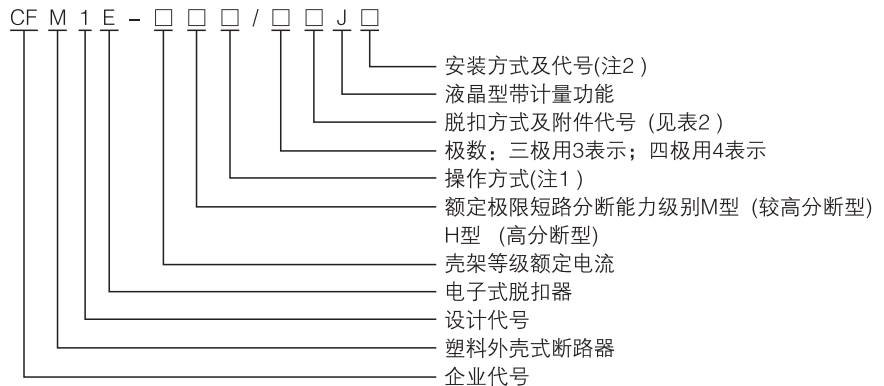 CF M 1 E - □ □ □ / □ □ J □
安装方式及代号(注2 )
液晶型带计量功能
脱扣方式及附件代号 (见表2 )
极数：三极用3表示；四极用4表示
操作方式(注1 )
额定极限短路分断能力级别M型 (较高分断型)
H型 (高分断型)
壳架等级额定电流
电子式脱扣器
设计代号
塑料外壳式断路器
企业代号